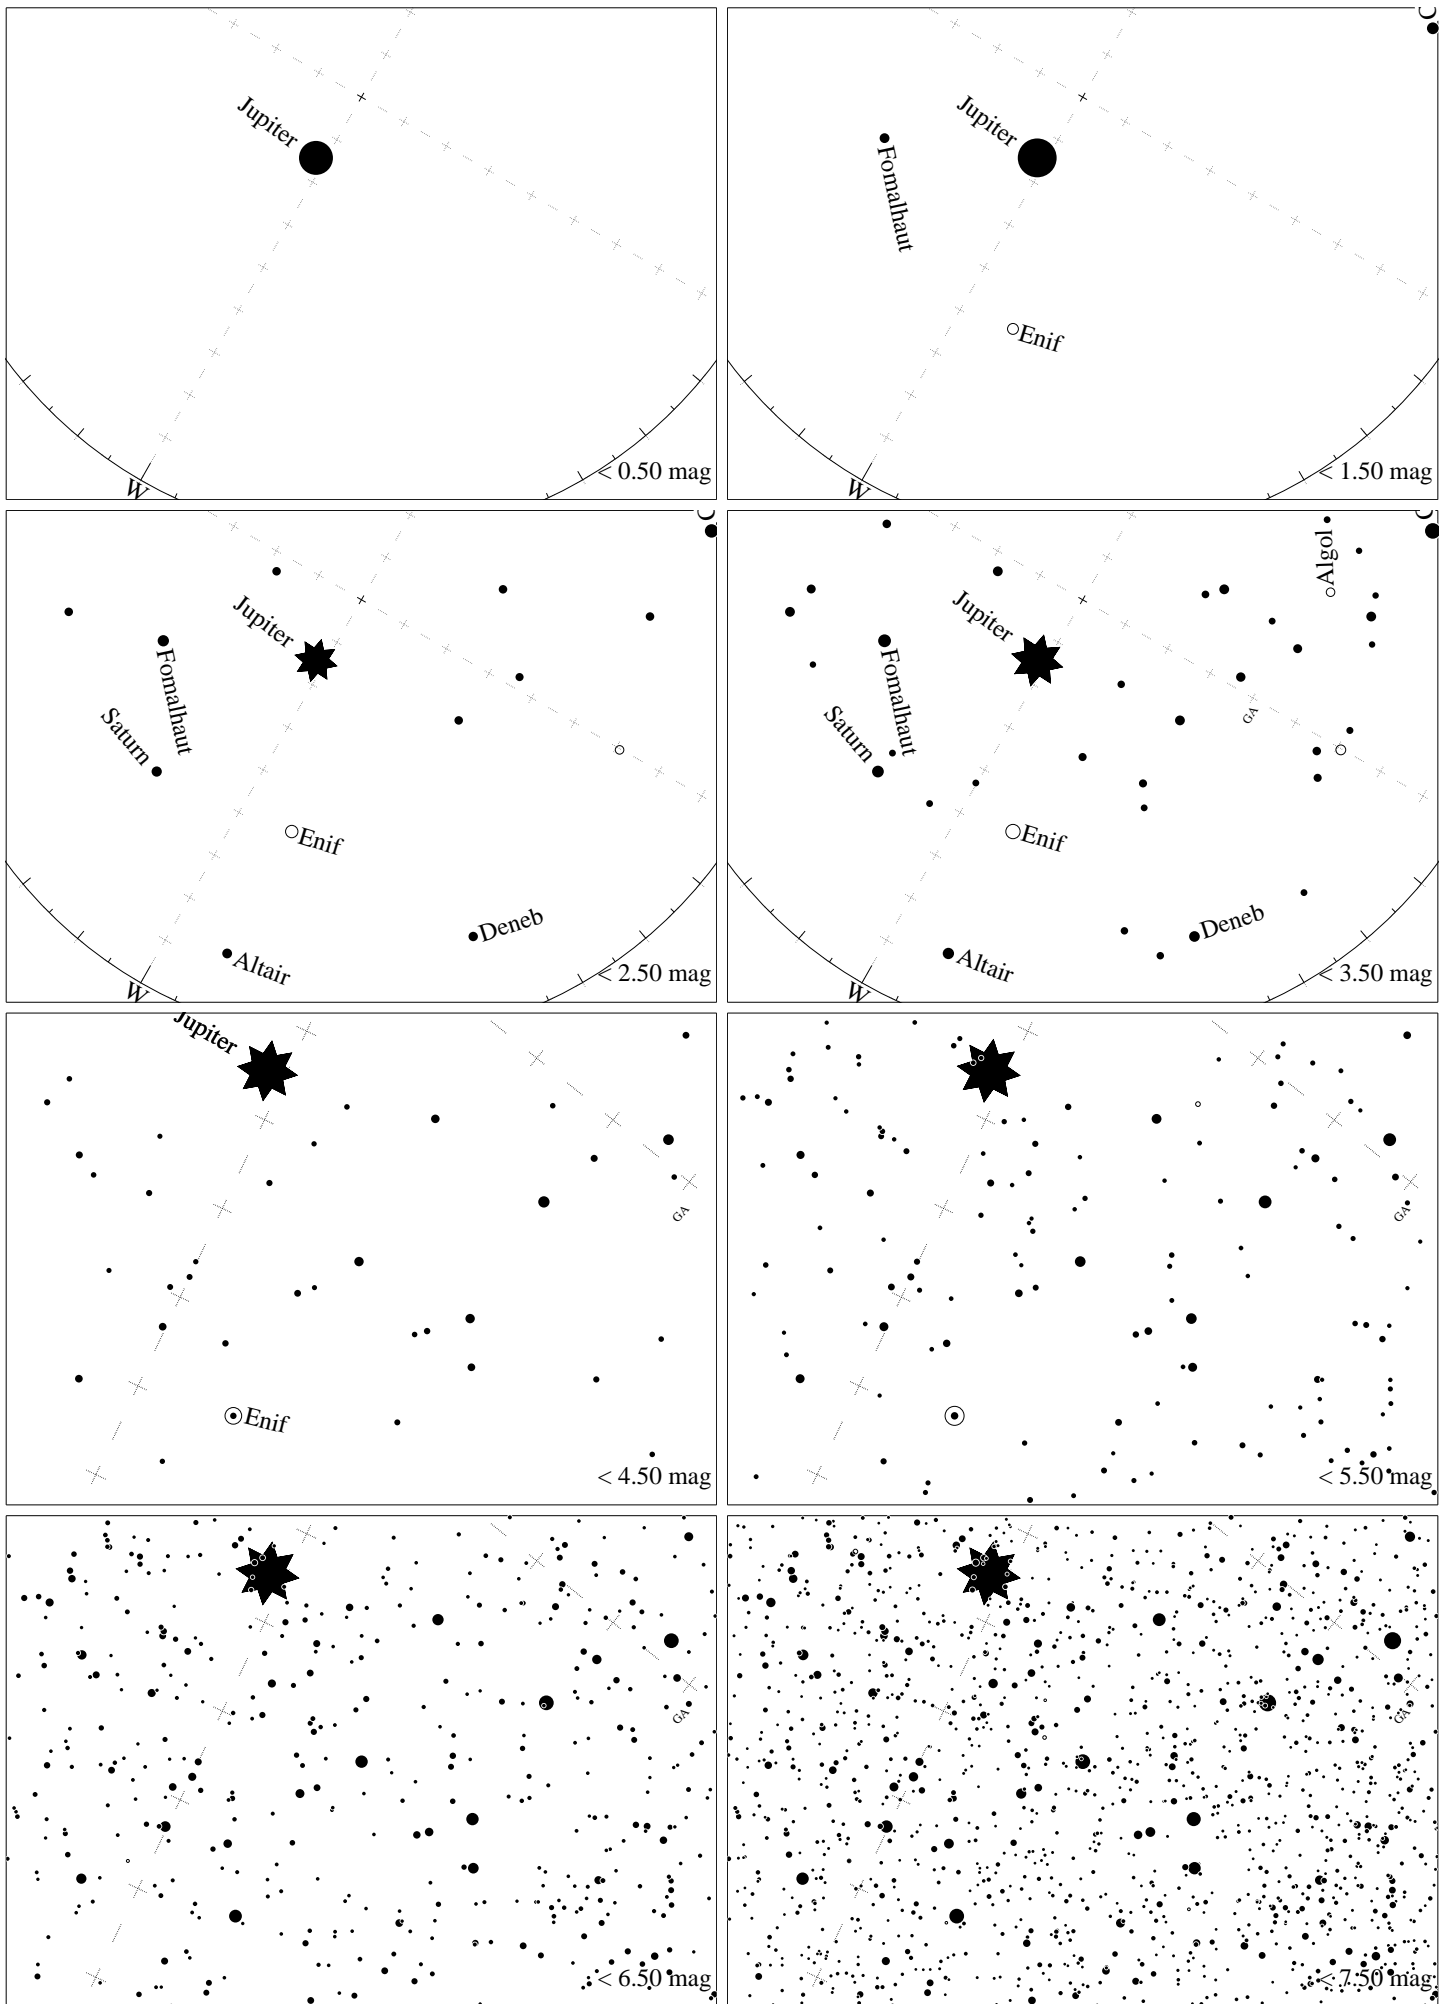 Jupiter
W
< 0.50 mag
C
Jupiter
Fomalhaut
Enif
W
< 1.50 mag
C
Jupiter
Fomalhaut
Saturn
Enif
Deneb
Altair
W
< 2.50 mag
C
Algol
Jupiter
Fomalhaut
Saturn
GA
Enif
Deneb
Altair
W
< 3.50 mag
Jupiter
GA
Enif
< 4.50 mag
GA
< 5.50 mag
GA
< 6.50 mag
GA
< 7.50 mag